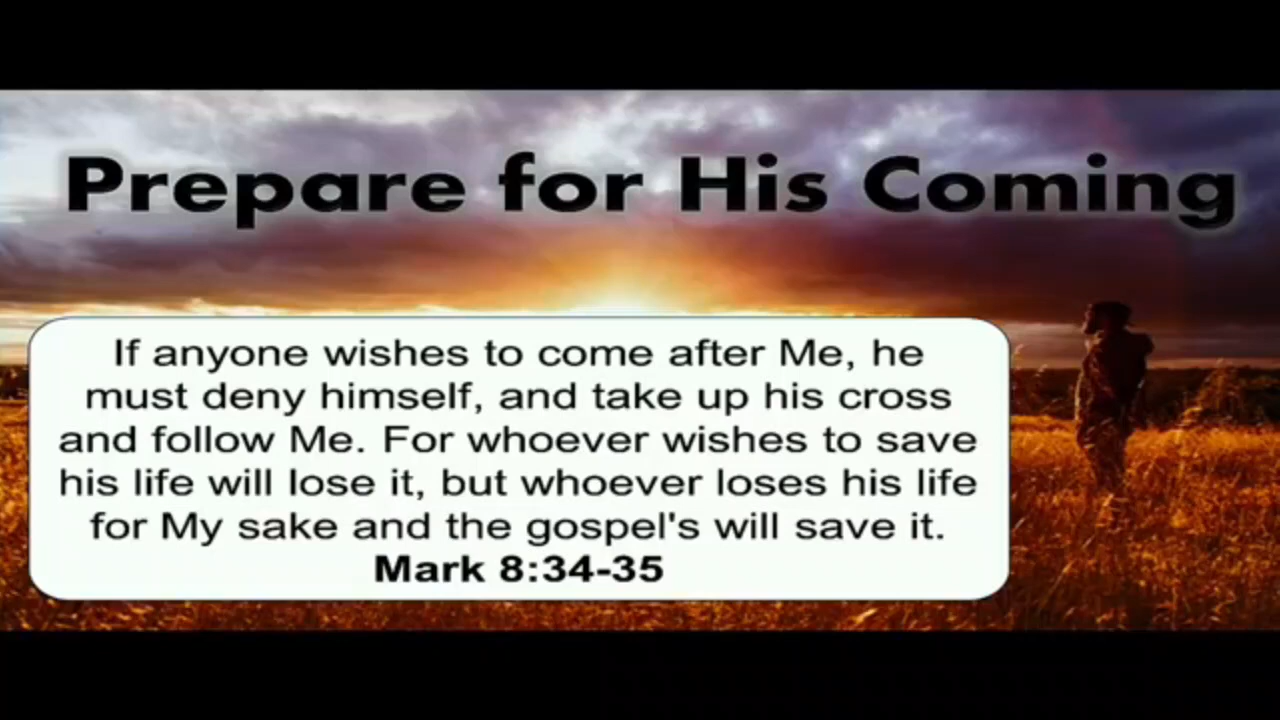 Prepare for His Coming
If anyone wishes to come after Me, he
must deny himself, and take up his cross
and follow Me. For whoever wishes to save
his life will lose it, but whoever loses his life
for My sake and the gospel's will save it.
Mark 8:34-35